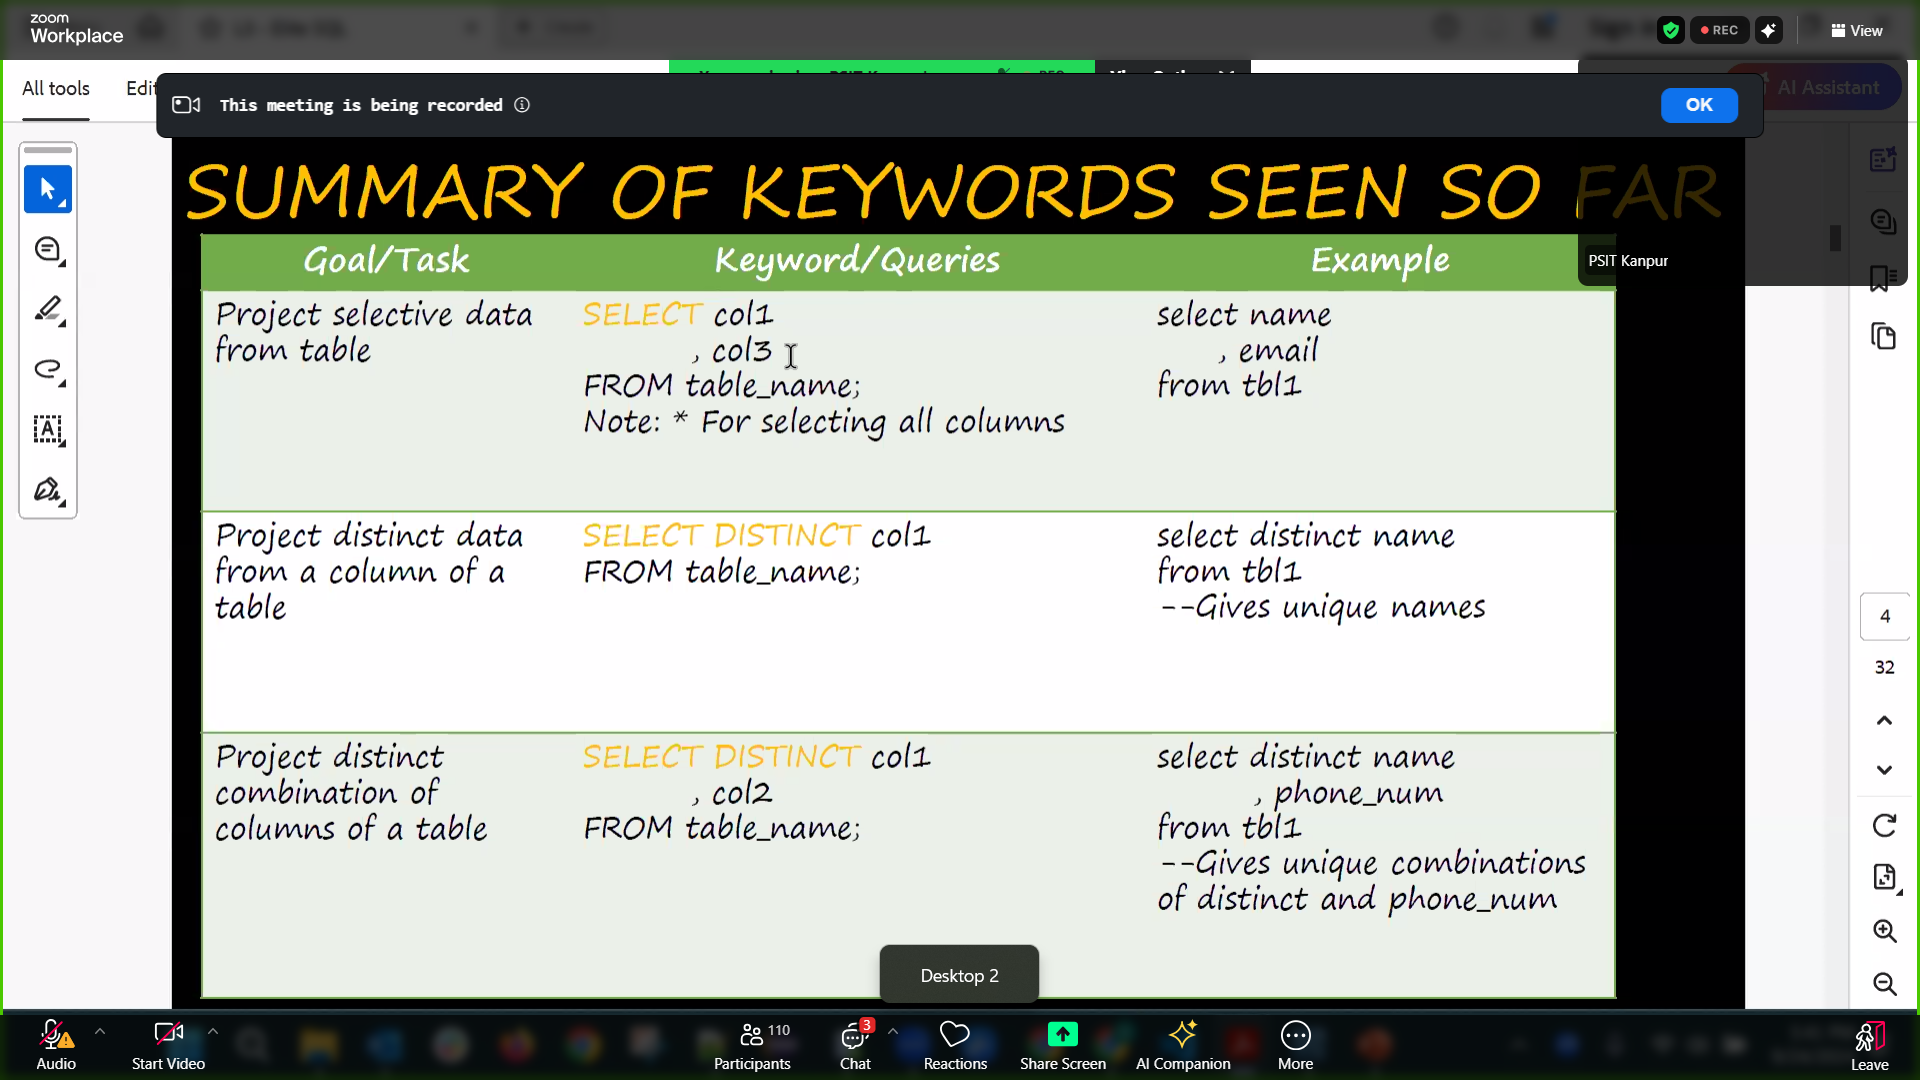 zoom
Workplace
REC
View
All tools
OK
AI Assistant
This meeting is being recorded
SUMMARY OF KEYWORDS SEEN SO FAR
PSIT Kanpur
Goal/Task Keyword/Queries Example
Project selective data
from table
SELECT col1
, col3
FROM table_name;
Note: * For selecting all columns
select name
, email
from tbl1
Project distinct data
from a column of a
table
SELECT DISTINCT col1
FROM table_name;
select distinct name
from tbl1
--Gives unique names
Project distinct
combination of
columns of a table
SELECT DISTINCT col1
, col2
FROM table_name;
select distinct name
, phone_num
from tbl1
--Gives unique combinations
of distinct and phone_num
4
32
Desktop 2
Audio
Start Video
110
Participants
3
Chat
Reactions
Share Screen
AI Companion
More
Leave